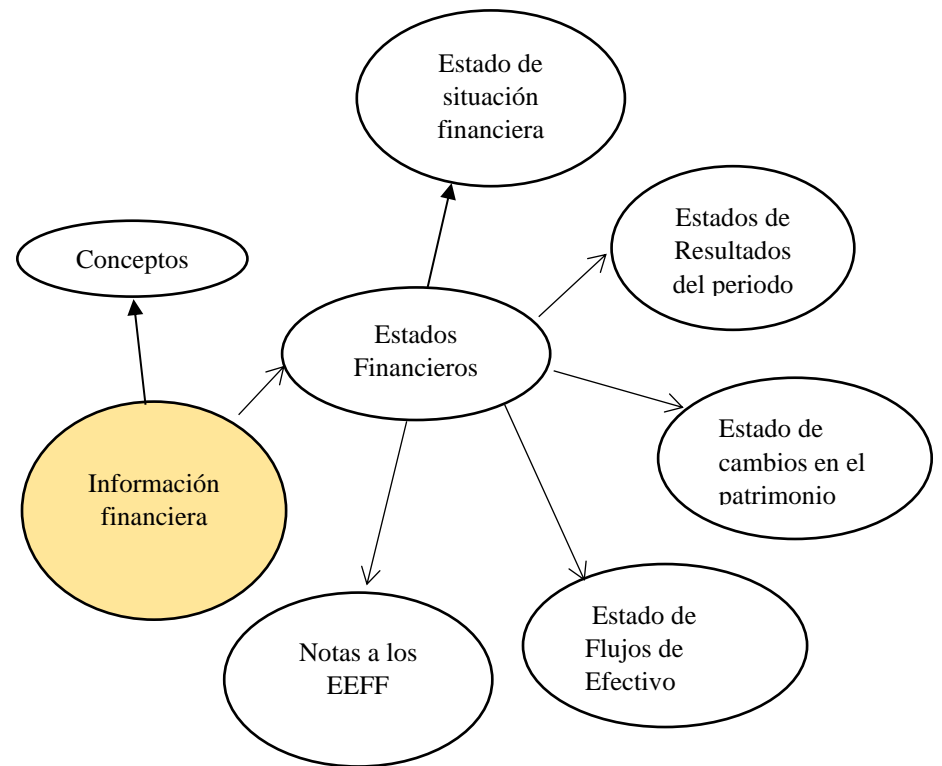 Estado de
situación
financiera
Estados de
Resultados
del periodo
Conceptos
Estados
Financieros
Estado de
cambios en el
patrimonio
Información
financiera
Estado de
Flujos de
Efectivo
Notas a los
EEFF